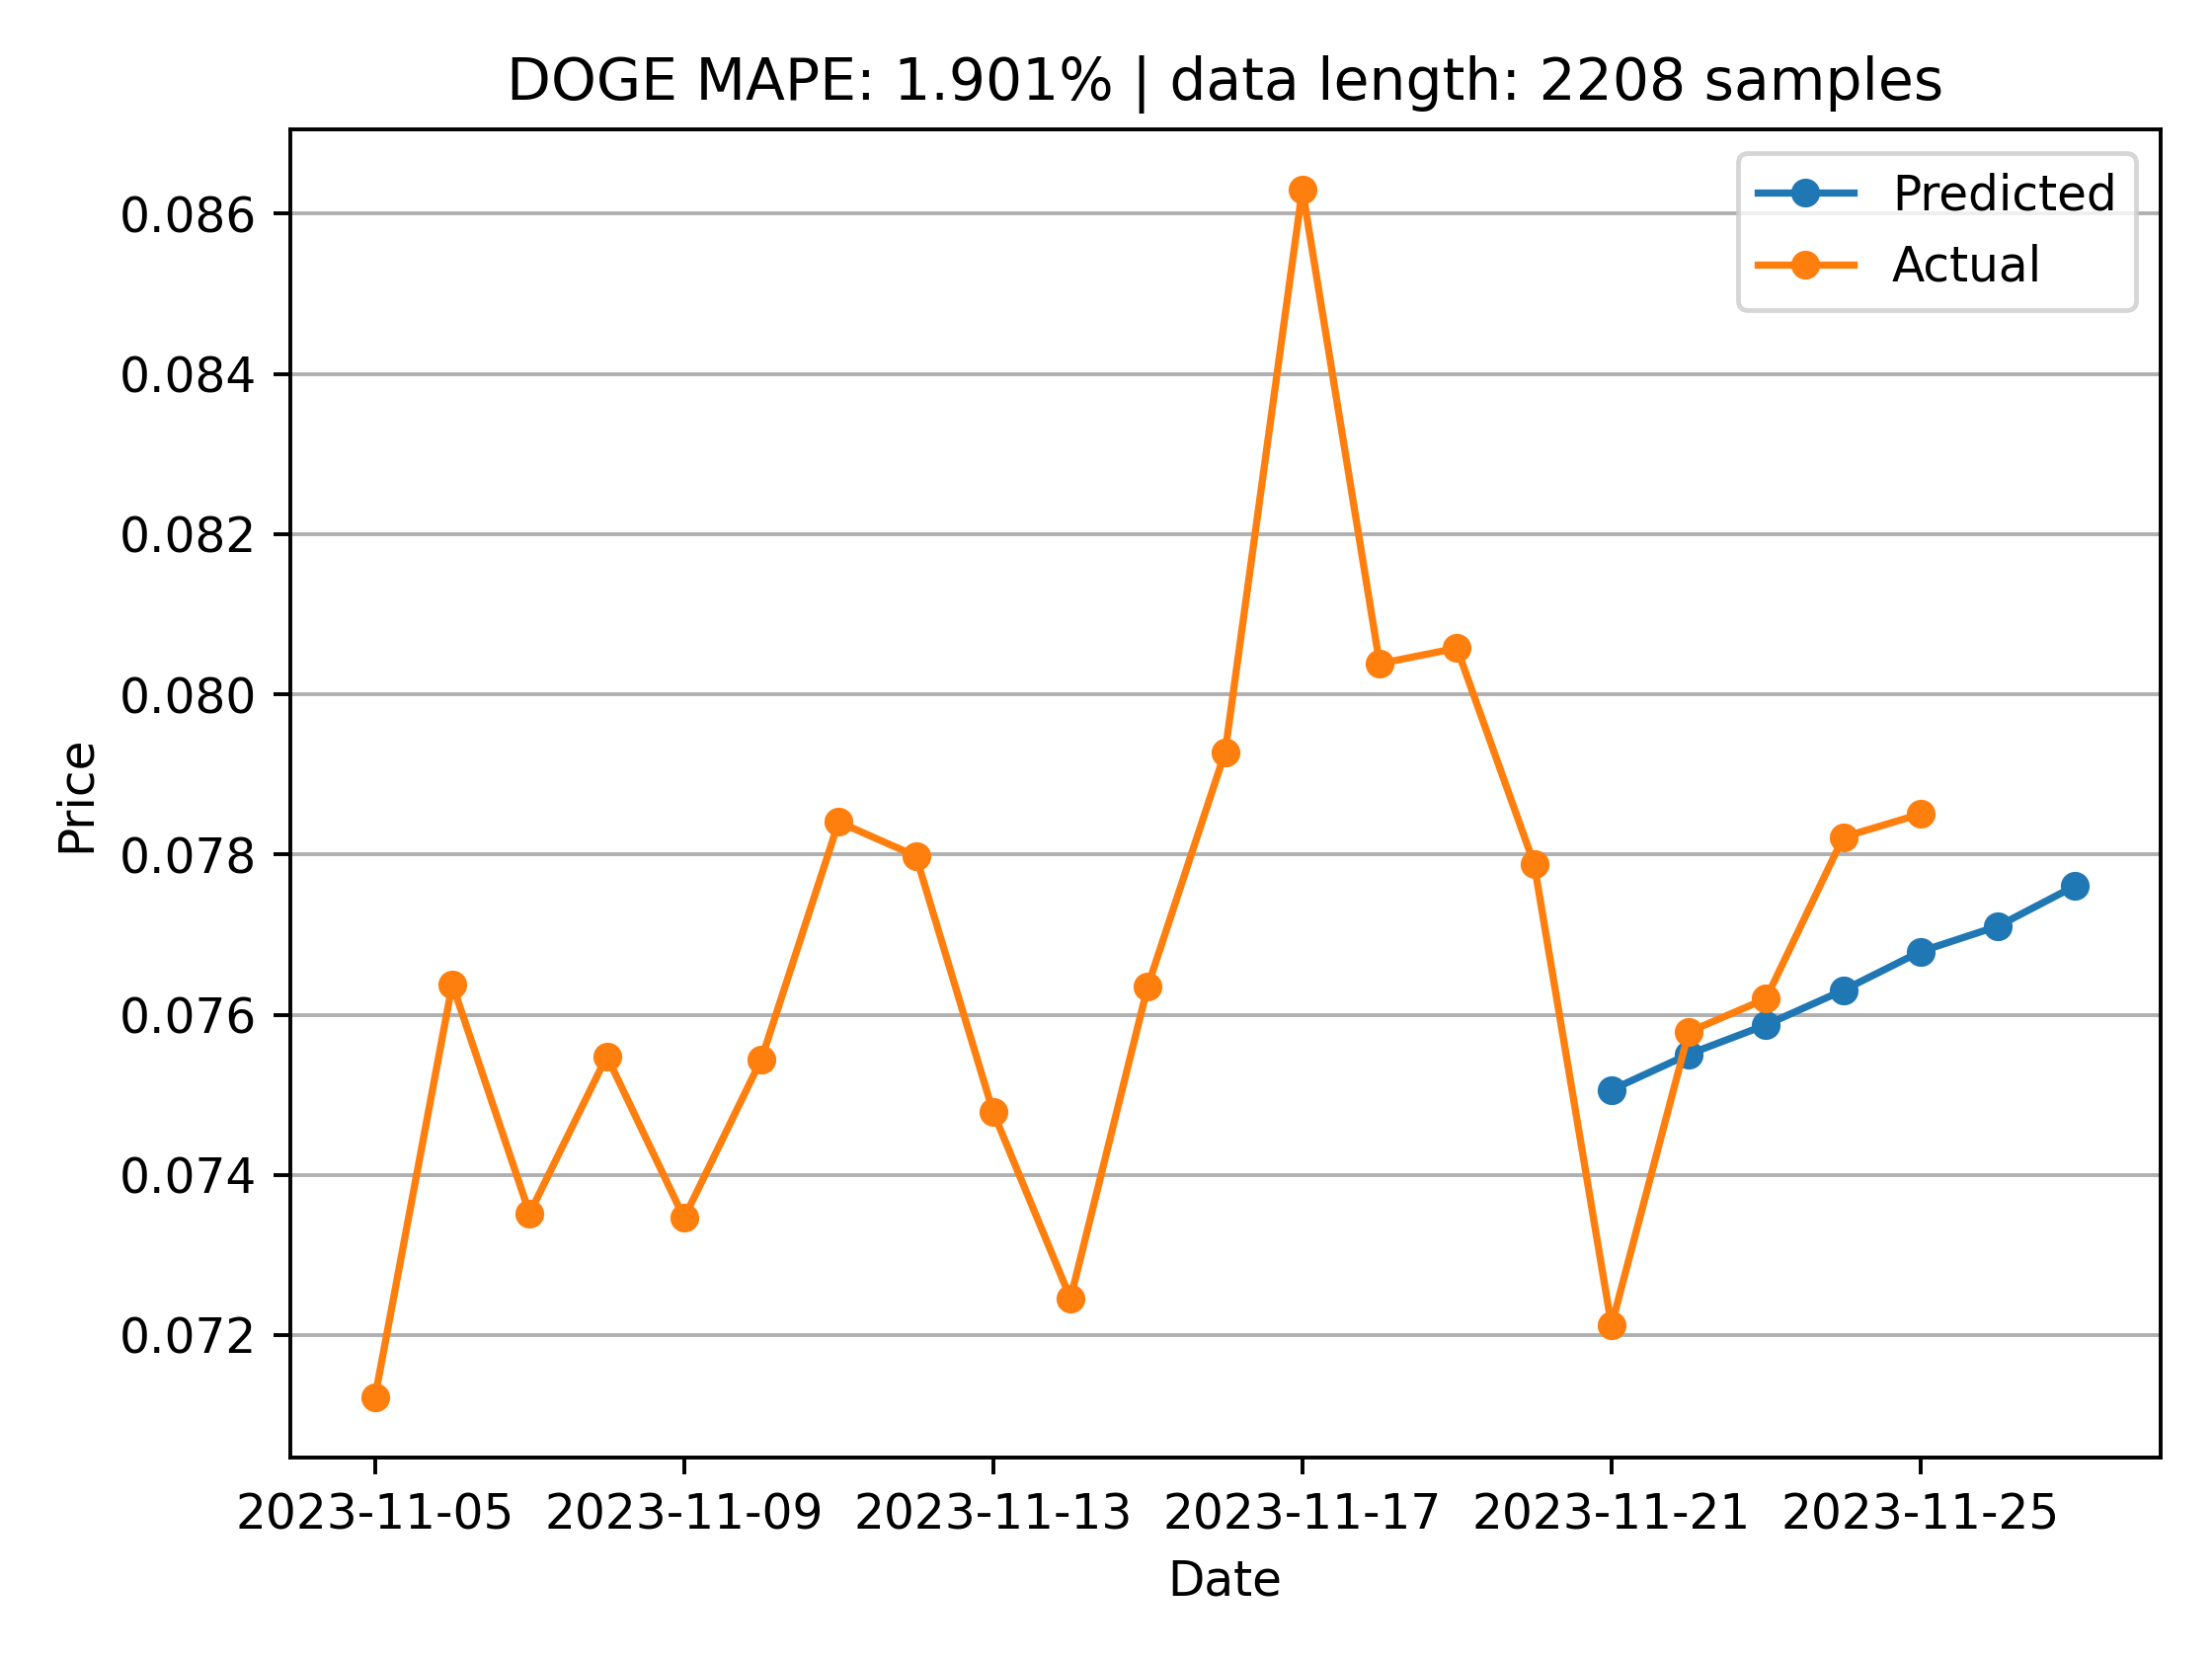 DOGE MAPE: 1.901% | data length: 2208 samples
Predicted
Actual
0.086
0.084
0.082
0.080
0.078
0.076
0.074
0.072
Price
2023-11-05 2023-11-09 2023-11-13 2023-11-17 2023-11-21 2023-11-25
Date